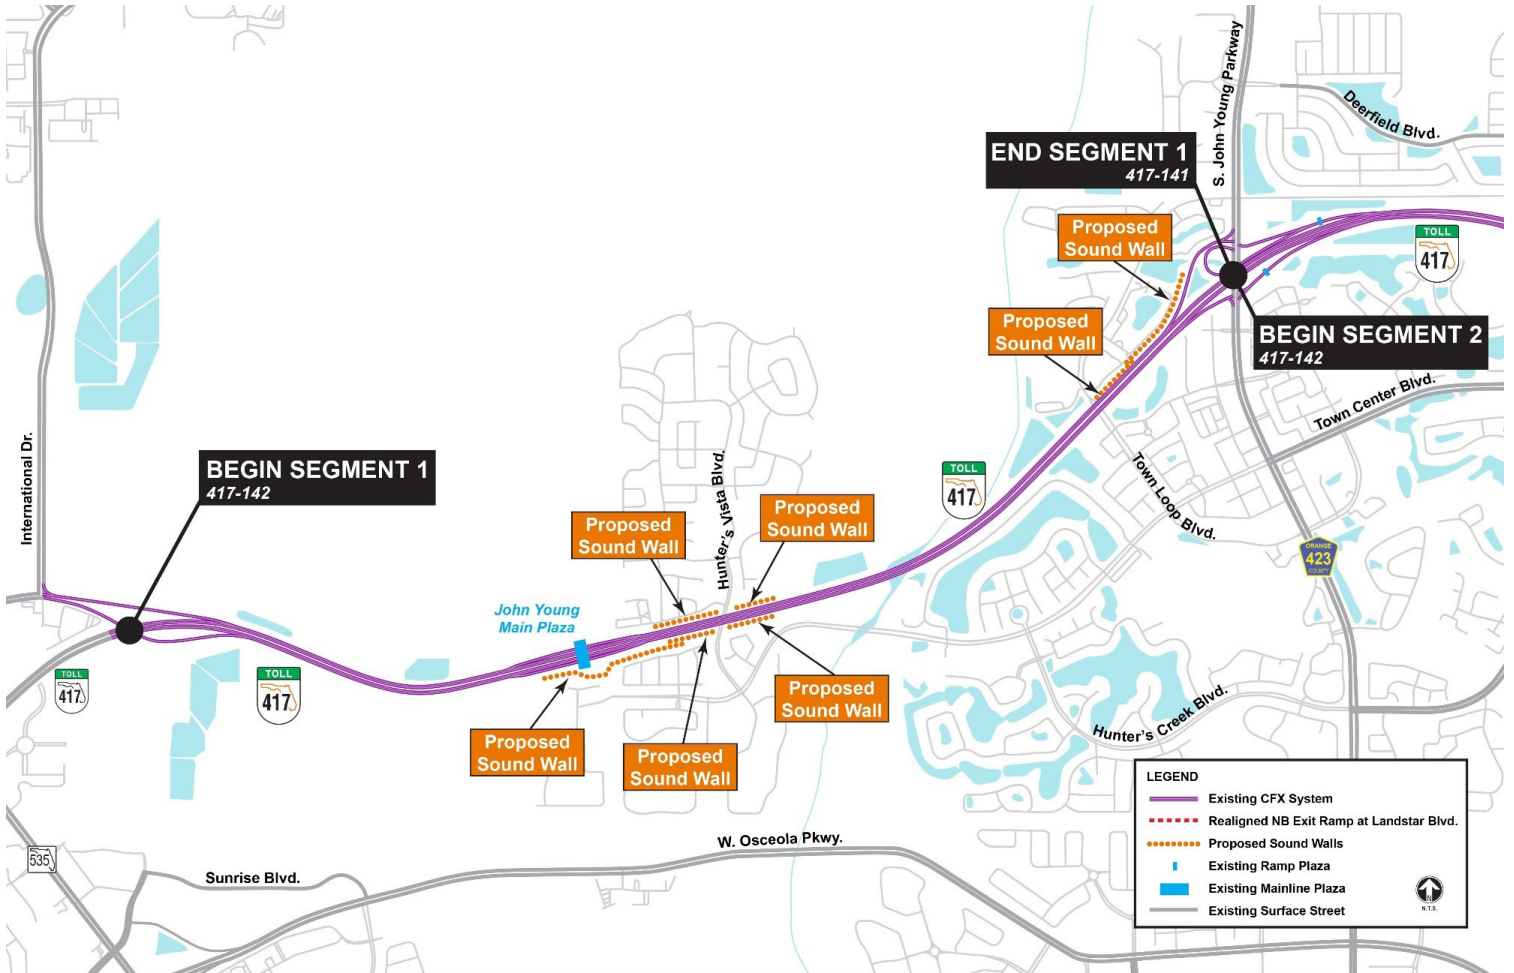 S. John Young Parkway
Deerfield Blvd.
END SEGMENT 1
417-141
Proposed
Sound Wall
TOLL
417
Proposed
Sound Wall
BEGIN SEGMENT 2
417-142
Town Center Blvd.
International Dr.
BEGIN SEGMENT 1
417-142
Hunter's Vista Blvd.
Town Loop Blvd.
TOLL
417
Proposed
Sound Wall
Proposed
Sound Wall
ORANGE
423
COUNTY
John Young
Main Plaza
TOLL
417
TOLL
417
Proposed
Sound Wall
Proposed
Sound Wall
Proposed
Sound Wall
Hunter's Creek Blvd.
LEGEND
Existing CFX System
Realigned NB Exit Ramp at Landstar Blvd.
Proposed Sound Walls
Existing Ramp Plaza
Existing Mainline Plaza
Existing Surface Street
N
N.T.S.
W. Osceola Pkwy.
535
Sunrise Blvd.